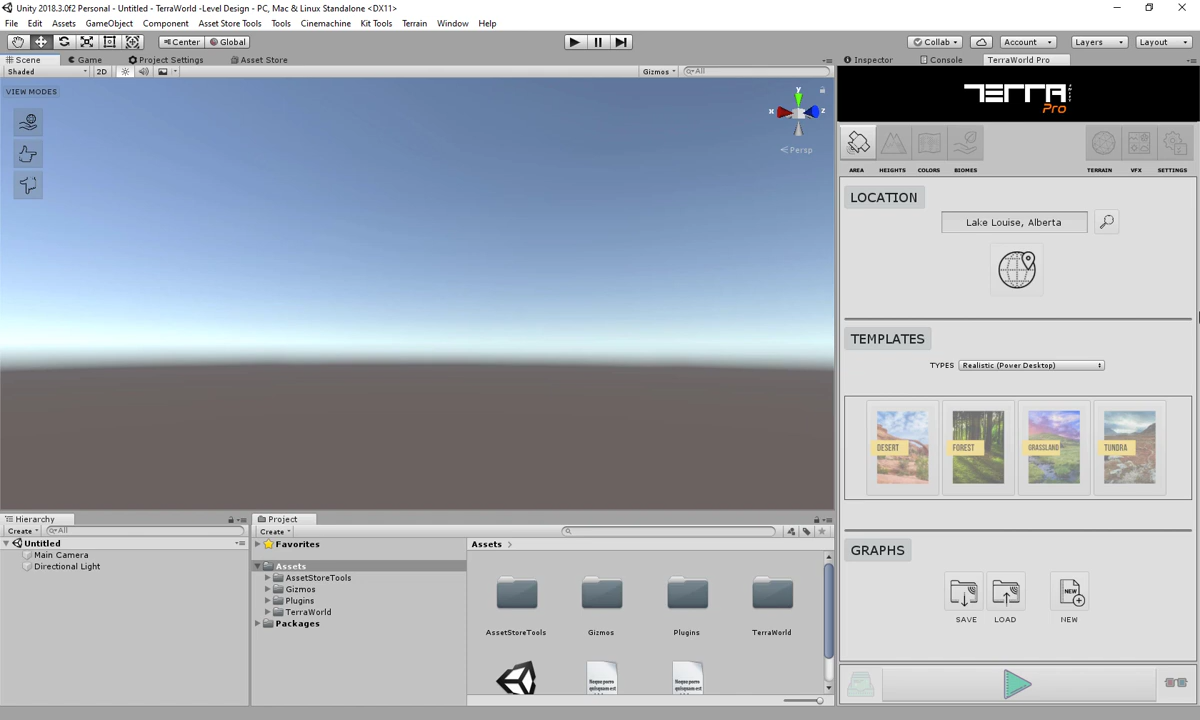 Unity 2018.3.0f2 Personal - Untitled - TerraWorld -Level Design - PC, Mac & Linux Standalone <DX11>
File Edit Assets GameObject Component Asset Store Tools Tools Cinemachine Kit Tools Terrain Window Help
Center Global Collab Account Layers Layout
Scene Game Project Settings Asset Store Inspector Console TerraWorld Pro
Shaded 2D Gizmos All
VIEW MODES
y
x
z
Persp
TERRA
Pro
AREA HEIGHTS COLORS BIOMES TERRAIN VFX SETTINGS
LOCATION
Lake Louise, Alberta
TEMPLATES
TYPES Realistic (Power Desktop)
DESERT FOREST GRASSLAND TUNDRA
GRAPHS
NEW
SAVE LOAD NEW
Hierarchy
Create All
Untitled
Main Camera
Directional Light
Project
Create
Favorites
Assets
AssetStoreTools
Gizmos
Plugins
TerraWorld
Packages
Assets
AssetStoreTools Gizmos Plugins TerraWorld